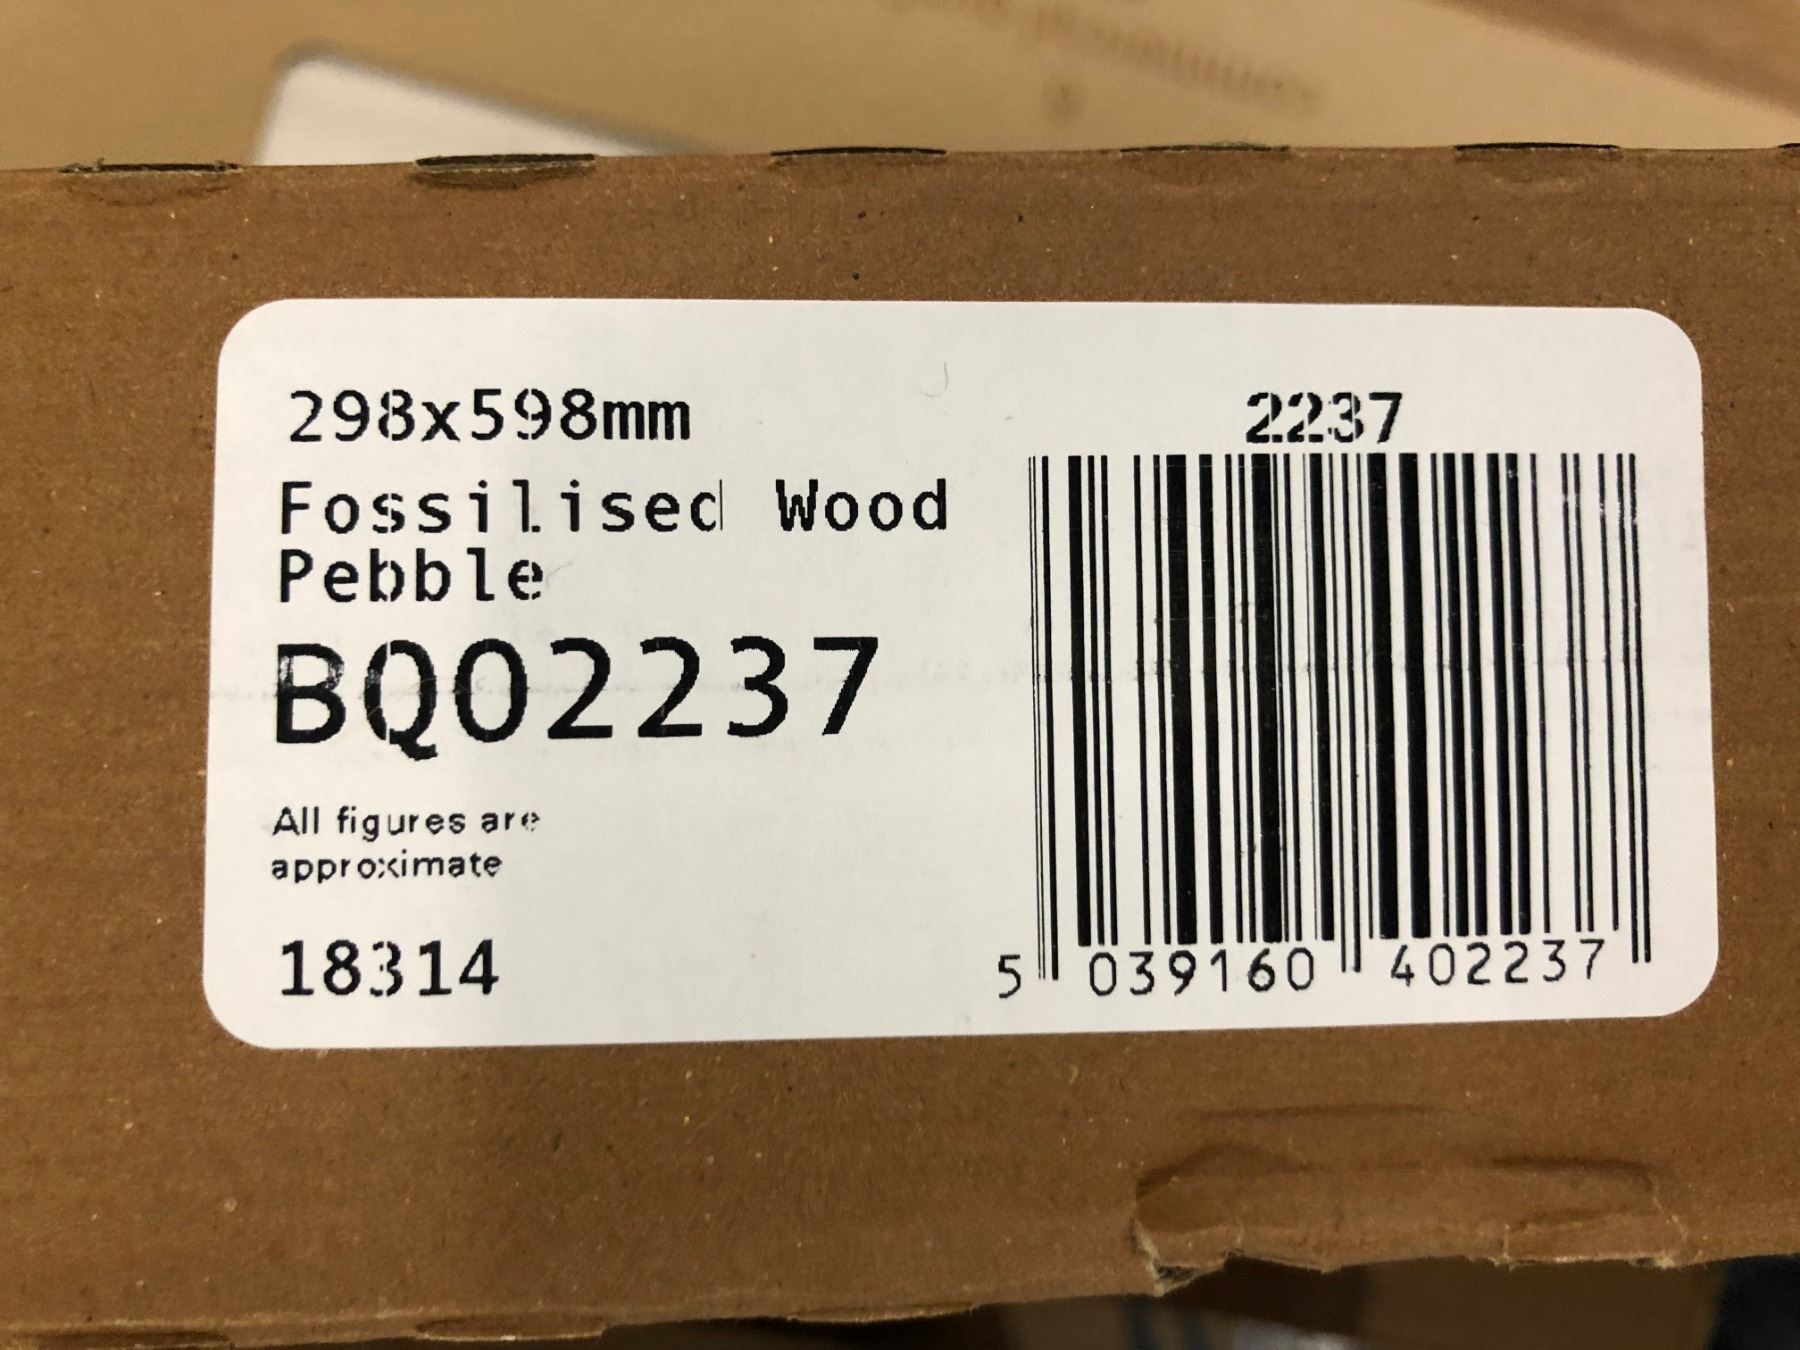 298x598mm
2237
Fossilised Wood
Pebble
BQ02237
All figures are
approximate
18314
5 039160 402237